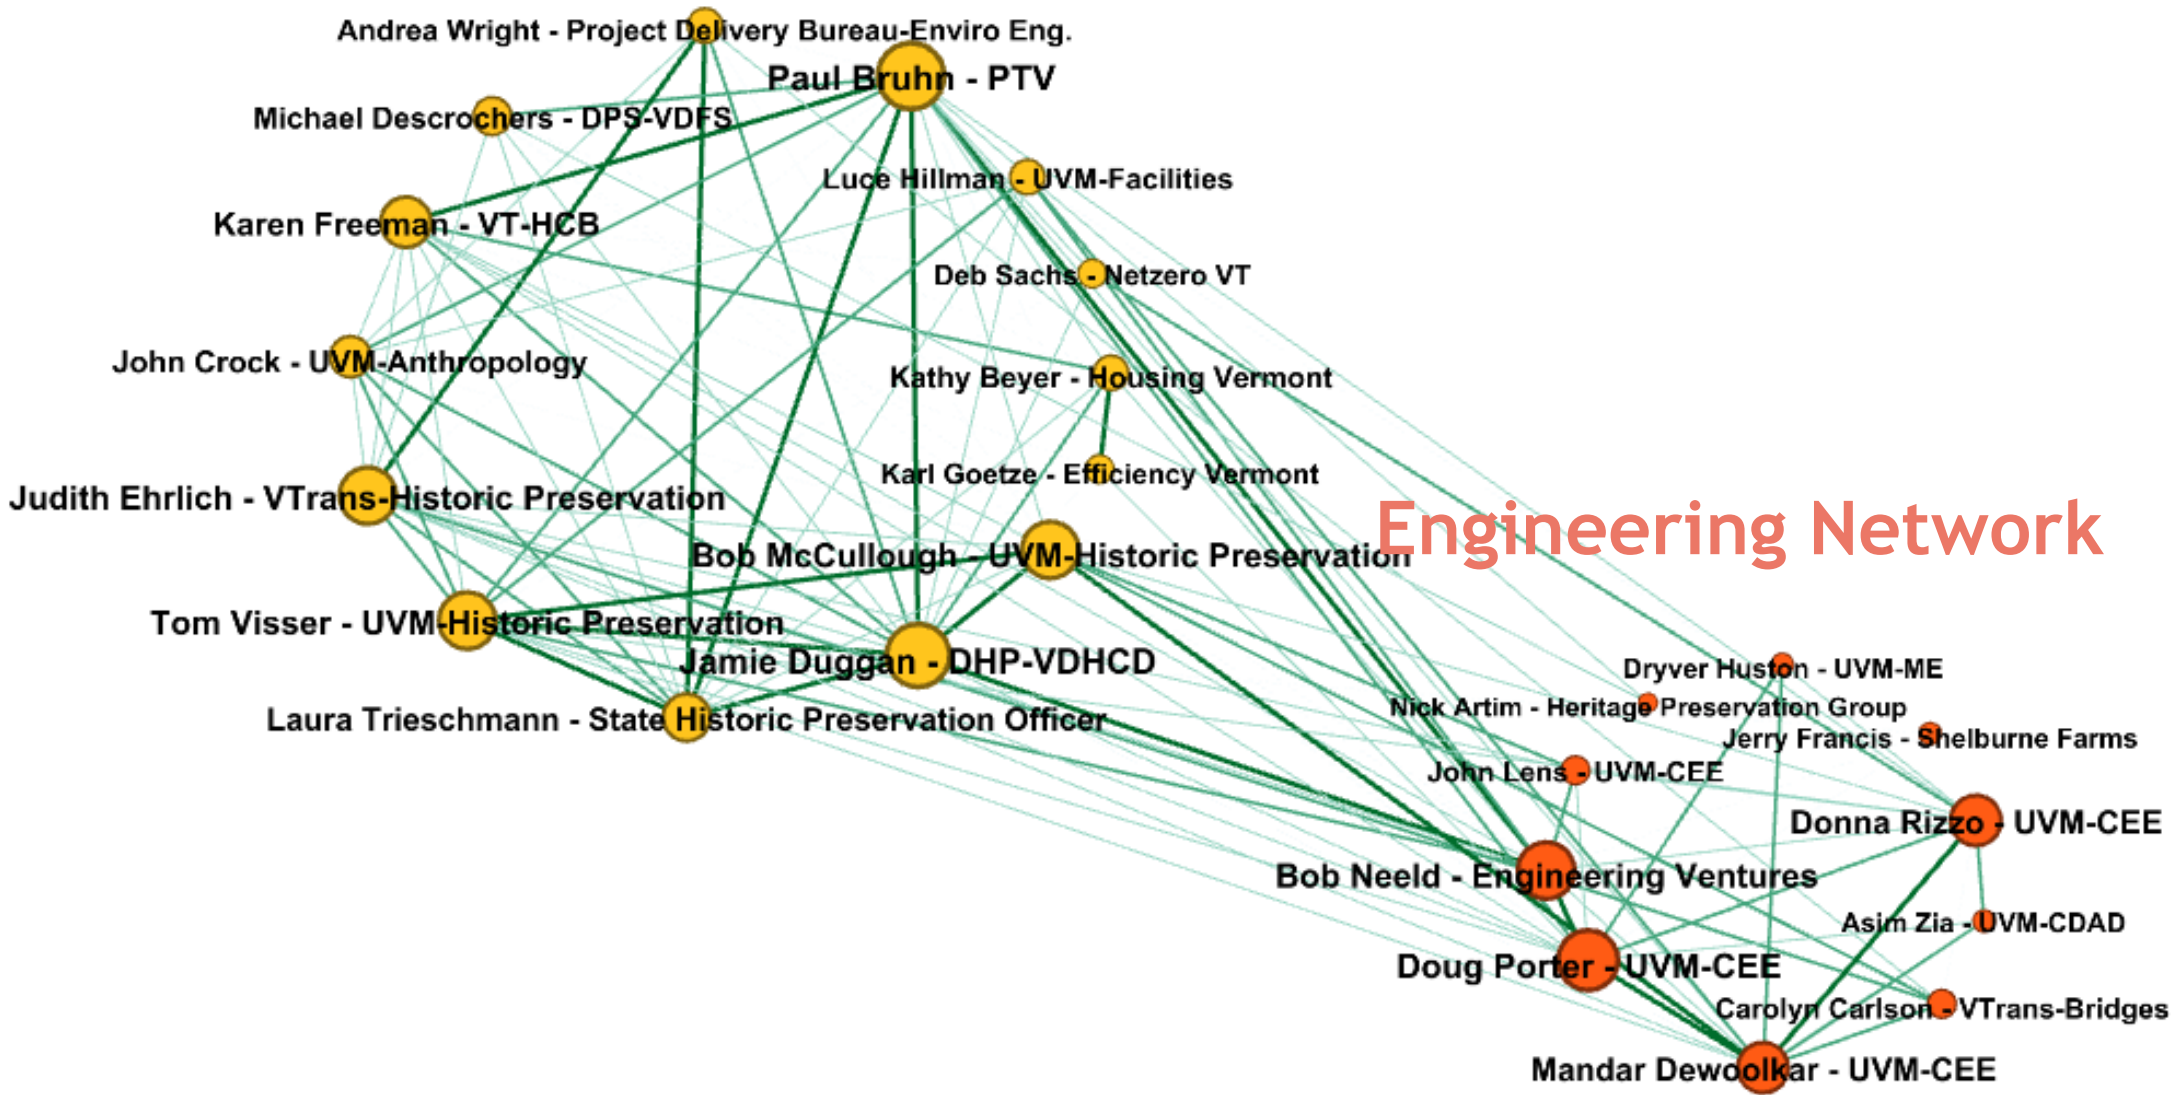 Andrea Wright - Project Delivery Bureau-Enviro Eng.
Paul Bruhn - PTV
Michael Descrochers - DPS-VDFS
Luce Hillman - UVM-Facilities
Karen Freeman - VT-HCB
Deb Sachs - Netzero VT
John Crock - UVM-Anthropology
Kathy Beyer - Housing Vermont
Karl Goetze - Efficiency Vermont
Judith Ehrlich - VTrans-Historic Preservation
Engineering Network
Bob McCullough - UVM-Historic Preservation
Tom Visser - UVM-Historic Preservation
Jamie Duggan - DHP-VDHCD
Dryver Huston - UVM-ME
Nick Artim - Heritage Preservation Group
Laura Trieschmann - State Historic Preservation Officer
Jerry Francis - Shelburne Farms
John Lens - UVM-CEE
Donna Rizzo - UVM-CEE
Bob Neeld - Engineering Ventures
Asim Zia - UVM-CDAD
Doug Porter - UVM-CEE
Carolyn Carlson - VTrans-Bridges
Mandar Dewoolkar - UVM-CEE